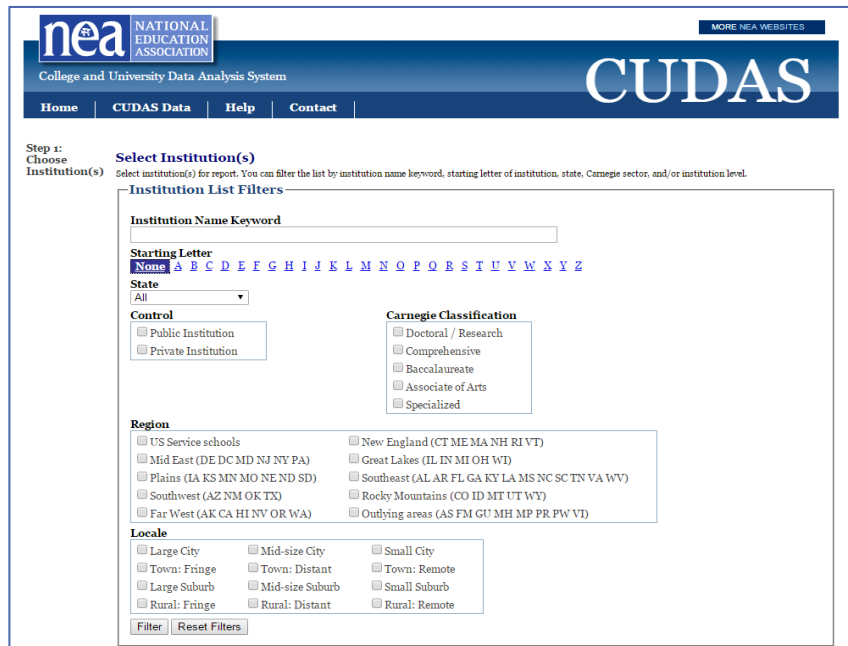 nea NATIONAL EDUCATION ASSOCIATION
MORE NEA WEBSITES
College and University Data Analysis System
CUDAS
Home CUDAS Data Help Contact
Step 1:
Choose
Institution(s)
Select Institution(s)
Select institution(s) for report. You can filter the list by institution name keyword, starting letter of institution, state, Carnegie sector, and/or institution level.
Institution List Filters
Institution Name Keyword
Starting Letter
None A B C D E F G H I J K L M N O P Q R S T U V W X Y Z
State
All
Control
Public Institution
Private Institution
Carnegie Classification
Doctoral / Research
Comprehensive
Baccalaureate
Associate of Arts
Specialized
Region
US Service schools New England (CT ME MA NH RI VT)
Mid East (DE DC MD NJ NY PA) Great Lakes (IL IN MI OH WI)
Plains (IA KS MN MO NE ND SD) Southeast (AL AR FL GA KY LA MS NC SC TN VA WV)
Southwest (AZ NM OK TX) Rocky Mountains (CO ID MT UT WY)
Far West (AK CA HI NV OR WA) Outlying areas (AS FM GU MH MP PR PW VI)
Locale
Large City Mid-size City Small City
Town: Fringe Town: Distant Town: Remote
Large Suburb Mid-size Suburb Small Suburb
Rural: Fringe Rural: Distant Rural: Remote
Filter Reset Filters